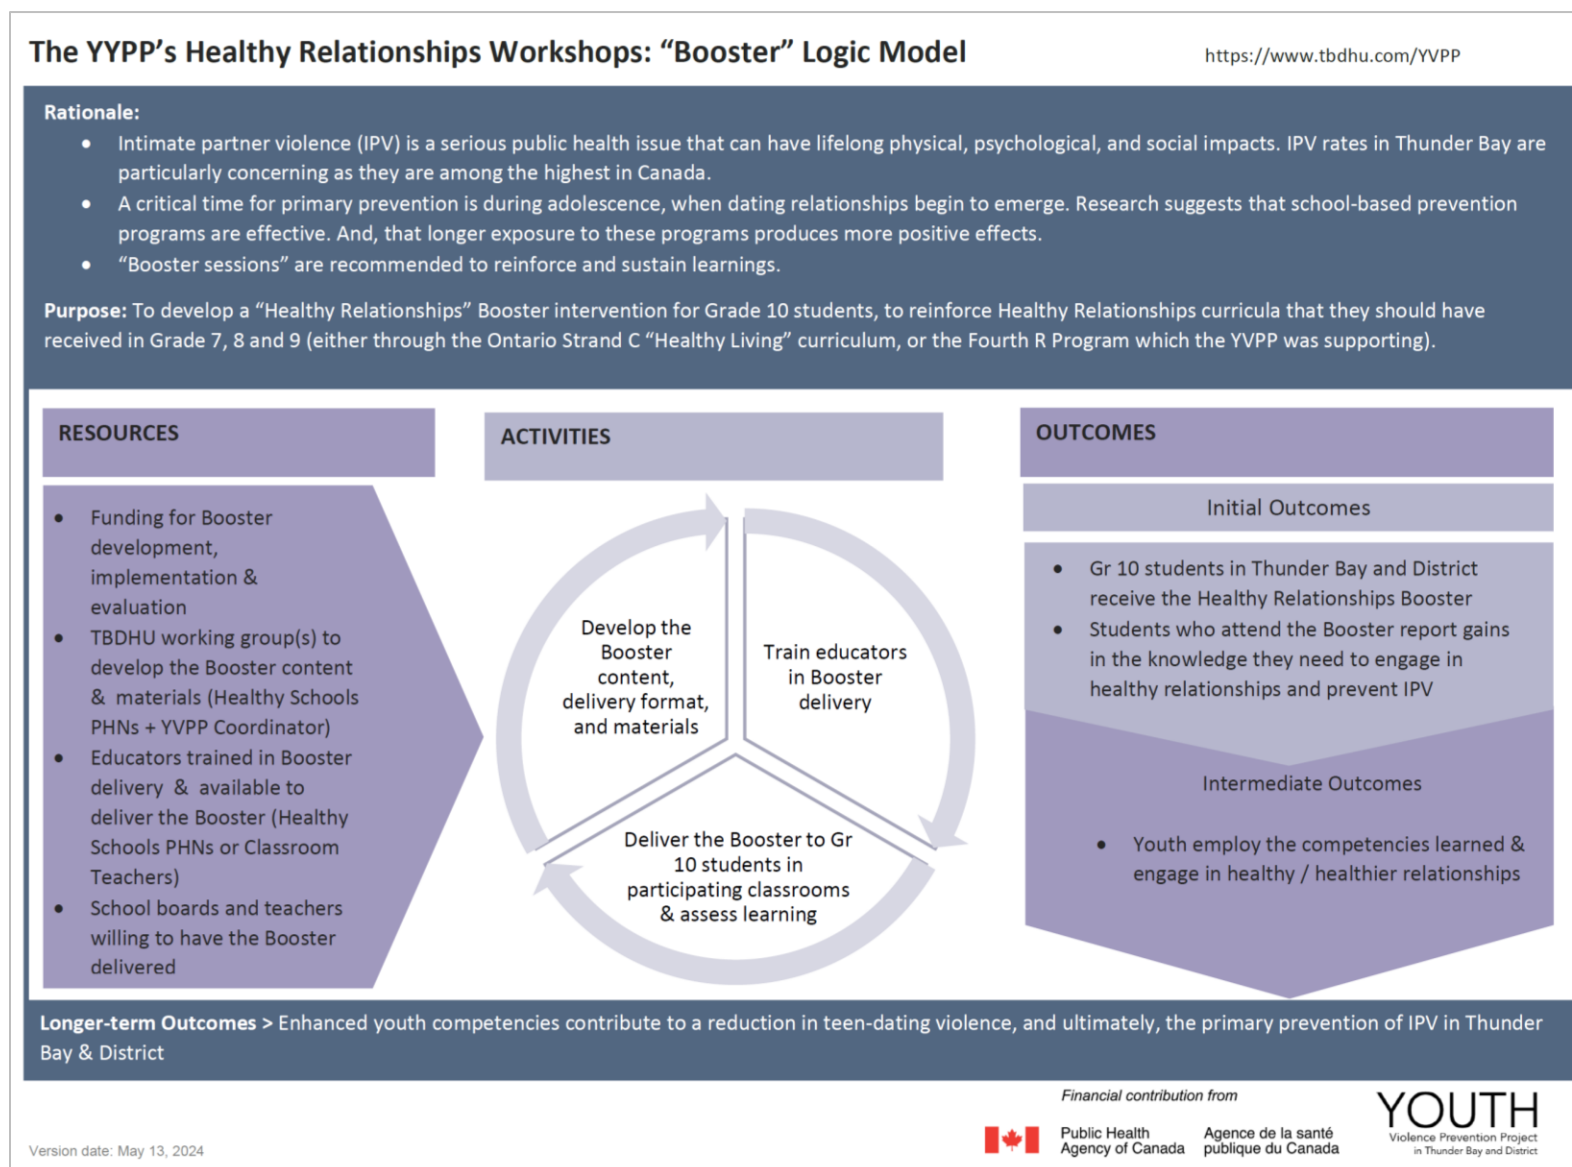 The YYPP's Healthy Relationships Workshops: “Booster” Logic Model
https://www.tbdhu.com/YVPP
Rationale:
• Intimate partner violence (IPV) is a serious public health issue that can have lifelong physical, psychological, and social impacts. IPV rates in Thunder Bay are
particularly concerning as they are among the highest in Canada.
• A critical time for primary prevention is during adolescence, when dating relationships begin to emerge. Research suggests that school-based prevention
programs are effective. And, that longer exposure to these programs produces more positive effects.
• “Booster sessions” are recommended to reinforce and sustain learnings.
Purpose: To develop a “Healthy Relationships” Booster intervention for Grade 10 students, to reinforce Healthy Relationships curricula that they should have
received in Grade 7, 8 and 9 (either through the Ontario Strand C “Healthy Living” curriculum, or the Fourth R Program which the YVPP was supporting).
RESOURCES
• Funding for Booster
development,
implementation &
evaluation
• TBDHU working group(s) to
develop the Booster content
& materials (Healthy Schools
PHNs + YVPP Coordinator)
• Educators trained in Booster
delivery & available to
deliver the Booster (Healthy
Schools PHNs or Classroom
Teachers)
• School boards and teachers
willing to have the Booster
delivered
ACTIVITIES
Develop the
Booster
content,
delivery format,
and materials
Train educators
in Booster
delivery
Deliver the Booster to Gr
10 students in
participating classrooms
& assess learning
OUTCOMES
Initial Outcomes
• Gr 10 students in Thunder Bay and District
receive the Healthy Relationships Booster
• Students who attend the Booster report gains
in the knowledge they need to engage in
healthy relationships and prevent IPV
Intermediate Outcomes
• Youth employ the competencies learned &
engage in healthy / healthier relationships
Longer-term Outcomes > Enhanced youth competencies contribute to a reduction in teen-dating violence, and ultimately, the primary prevention of IPV in Thunder
Bay & District
Version date: May 13, 2024
Financial contribution from
Public Health
Agency of Canada
Agence de la santé
publique du Canada
YOUTH
Violence Prevention Project
in Thunder Bay and District